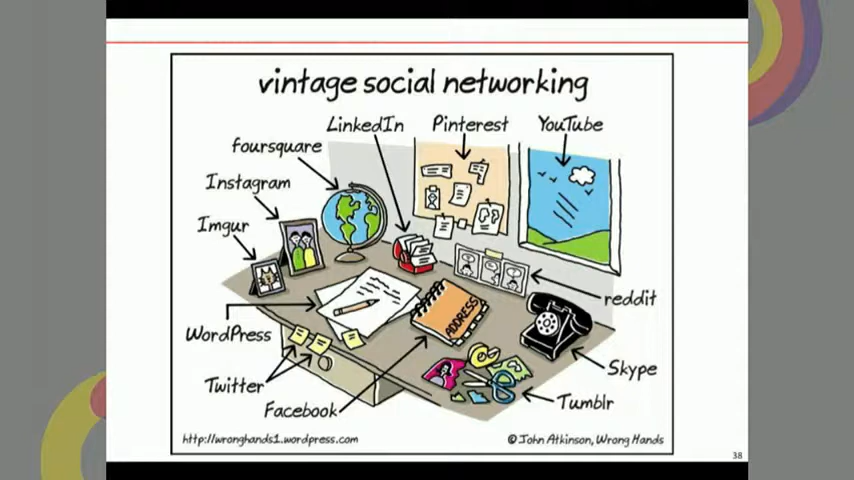 vintage social networking
LinkedIn
Pinterest
YouTube
foursquare
Instagram
Imgur
reddit
WordPress
ADDRESS
Skype
Twitter
Tumblr
Facebook
http://wronghands1.wordpress.com
© John Atkinson, Wrong Hands
38